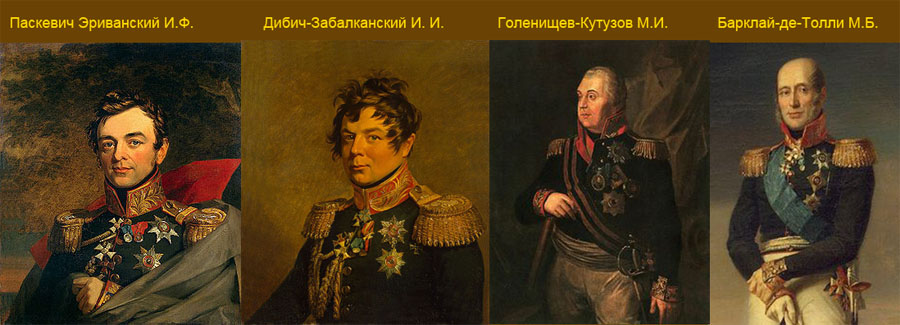 Паскевич Эриванский И.Ф.
Дибич-Забалканский И. И.
Голенищев-Кутузов М.И.
Барклай-де-Толли М.Б.